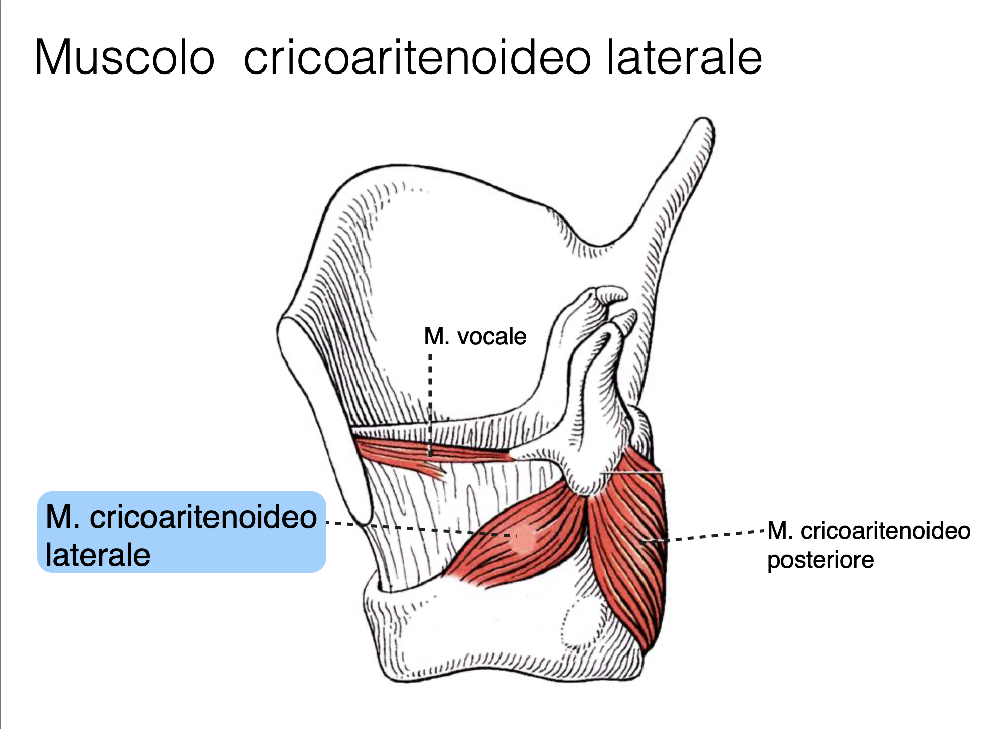 Muscolo cricoaritenoideo laterale
M. vocale
M. cricoaritenoideo
laterale
M. cricoaritenoideo
posteriore